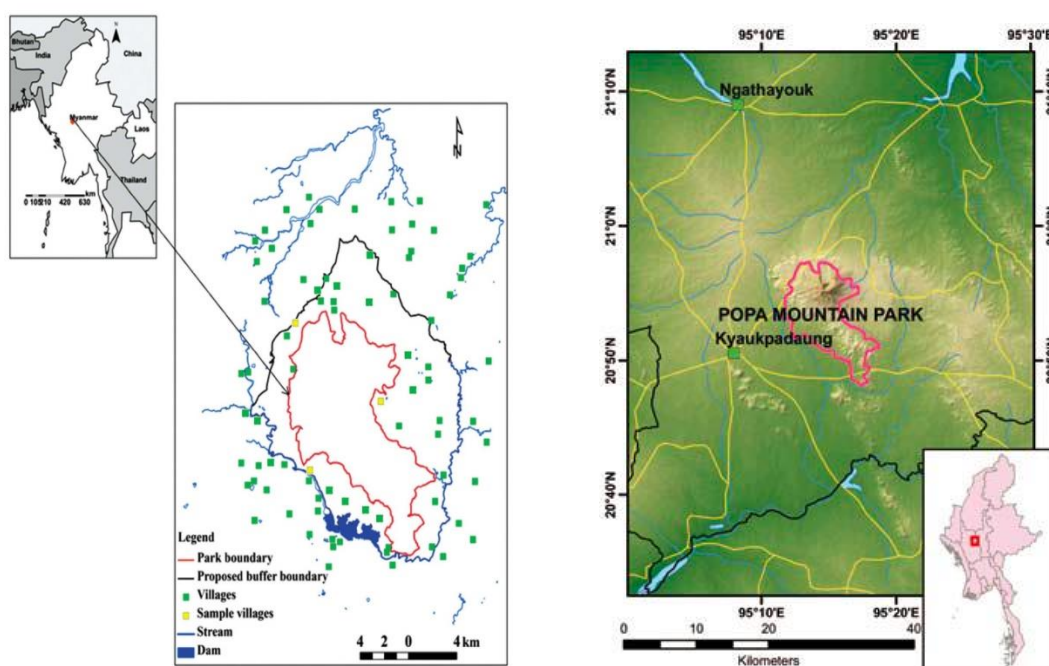 N
Bhutan
India
China
Myanmar
Laos
Thailand
0 105210 420 630
km
N
Legend
Park boundary
Proposed buffer boundary
Villages
Sample villages
Stream
Dam
4 2 0 4 km
95°10'E 95°20'E 95°30'E
21°10'N
21°0'N
20°50'N
20°40'N
Ngathayouk
POPA MOUNTAIN PARK
Kyaukpadaung
95°10'E 95°20'E
0 10 20 40
Kilometers